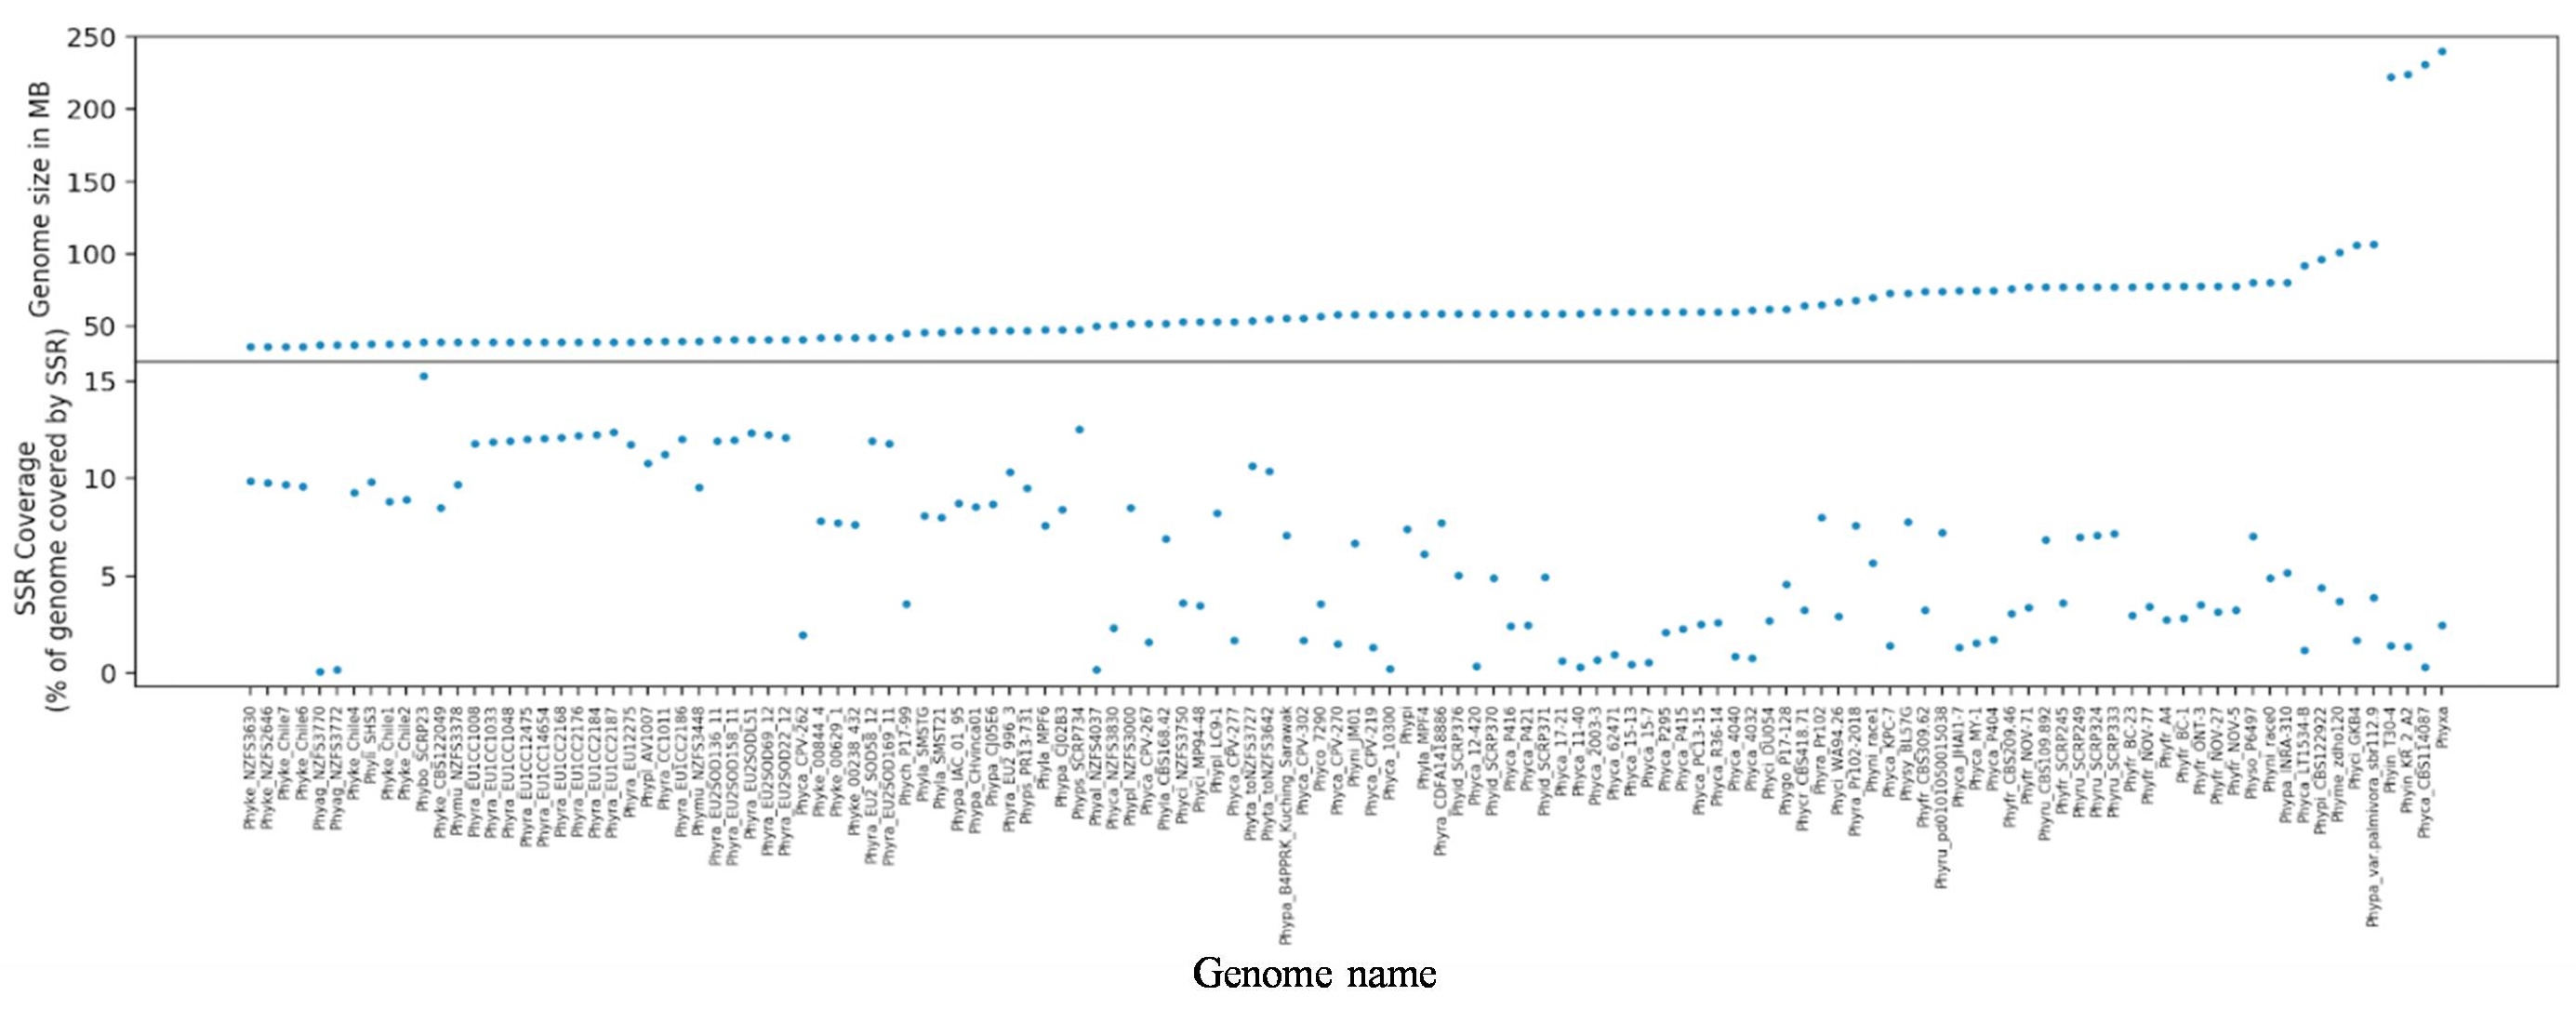 250
200
150
100
50
Genome size in MB
15
10
5
0
SSR Coverage
(% of genome covered by SSR)
Phyke_NZFS3630
Phyke_NZFS2646
Phyke_Chile7
Phyke_Chile6
Phyag_NZFS3770
Phyag_NZFS3772
Phyke_Chile4
Phyli_SHS3
Phyke_Chile1
Phyke_Chile2
Phybo_SCRP23
Phyke_CBS122049
Phymu_NZFS3378
Phyra_EU1CC1008
Phyra_EU1CC1033
Phyra_EU1CC1048
Phyra_EU1CC12475
Phyra_EU1CC14654
Phyra_EU1CC2168
Phyra_EU1CC2176
Phyra_EU1CC2184
Phyra_EU1CC2187
Phyra_EU12275
Phypl_AV1007
Phyra_CC1011
Phyra_EU1CC2186
Phymu_NZFS3448
Phyra_EU2SOD136_11
Phyra_EU2SOD158_11
Phyra_EU2SODL51
Phyra_EU2SOD69_12
Phyra_EU2SOD22_12
Phyca_CPV-262
Phyke_00844_4
Phyke_00629_1
Phyke_00238_432
Phyra_EU2_SOD58_12
Phyra_EU2SOD169_11
Phych_P17-99
Phyla_SMSTG
Phyla_SMST21
Phypa_IAC_01_95
Phypa_CHvinca01
Phypa_CJ05E6
Phyra_EU2_996_3
Phyps_PR13-731
Phyla_MPF6
Phypa_CJ02B3
Phyps_SCRP734
Phyal_NZFS4037
Phyca_NZFS3830
Phypl_NZFS3000
Phyca_CPV-267
Phyla_CBS168.42
Phyci_NZFS3750
Phyci_MP94-48
Phypl_LC9-1
Phyca_CPV-277
Phyta_totNZFS3727
Phyta_totNZFS3642
Phypa_B4PPRK_Kuching_Sarawak
Phyca_CPV-302
Phyco_7290
Phyca_CPV-270
Phyni_JM01
Phyca_CPV-219
Phyca_10300
Phypi
Phyla_MPF4
Phyra_CDFA1418886
Phyid_SCRP376
Phyca_12-420
Phyid_SCRP370
Phyca_P416
Phyca_P421
Phyid_SCRP371
Phyca_17-21
Phyca_11-40
Phyca_2003-3
Phyca_62471
Phyca_15-13
Phyca_15-7
Phyca_P295
Phyca_P415
Phyca_PC13-15
Phyca_R36-14
Phyca_4040
Phyca_4032
Phyci_OU054
Phygo_P17-128
Phycr_CBS418.71
Phyra_Pr102
Phyci_WA94.26
Phyra_Pr102-2018
Phyni_race1
Phyca_KPC-7
Physy_BL57G
Phyfr_CBS309.62
Phyru_pd0101050015038
Phyca_JHAI1-7
Phyca_MY-1
Phyca_P404
Phyfr_CBS209.46
Phyfr_NOV-71
Phyru_CBS109.892
Phyfr_SCRP245
Phyru_SCRP249
Phyru_SCRP324
Phyru_SCRP333
Phyfr_BC-23
Phyfr_NOV-77
Phyfr_A4
Phyfr_BC-1
Phyfr_ONT-3
Phyfr_NOV-27
Phyfr_NOV-5
Physo_P6497
Phyni_race0
Phypa_INRA-310
Phyca_LT1534-B
Phypi_CBS122922
Phyme_zdho120
Phyci_GKB4
Phypa_var.palmivora_sbr112.9
Phyin_T30-4
Phyin_KR_2_A2
Phyca_CBS114087
Phyxa
Genome name